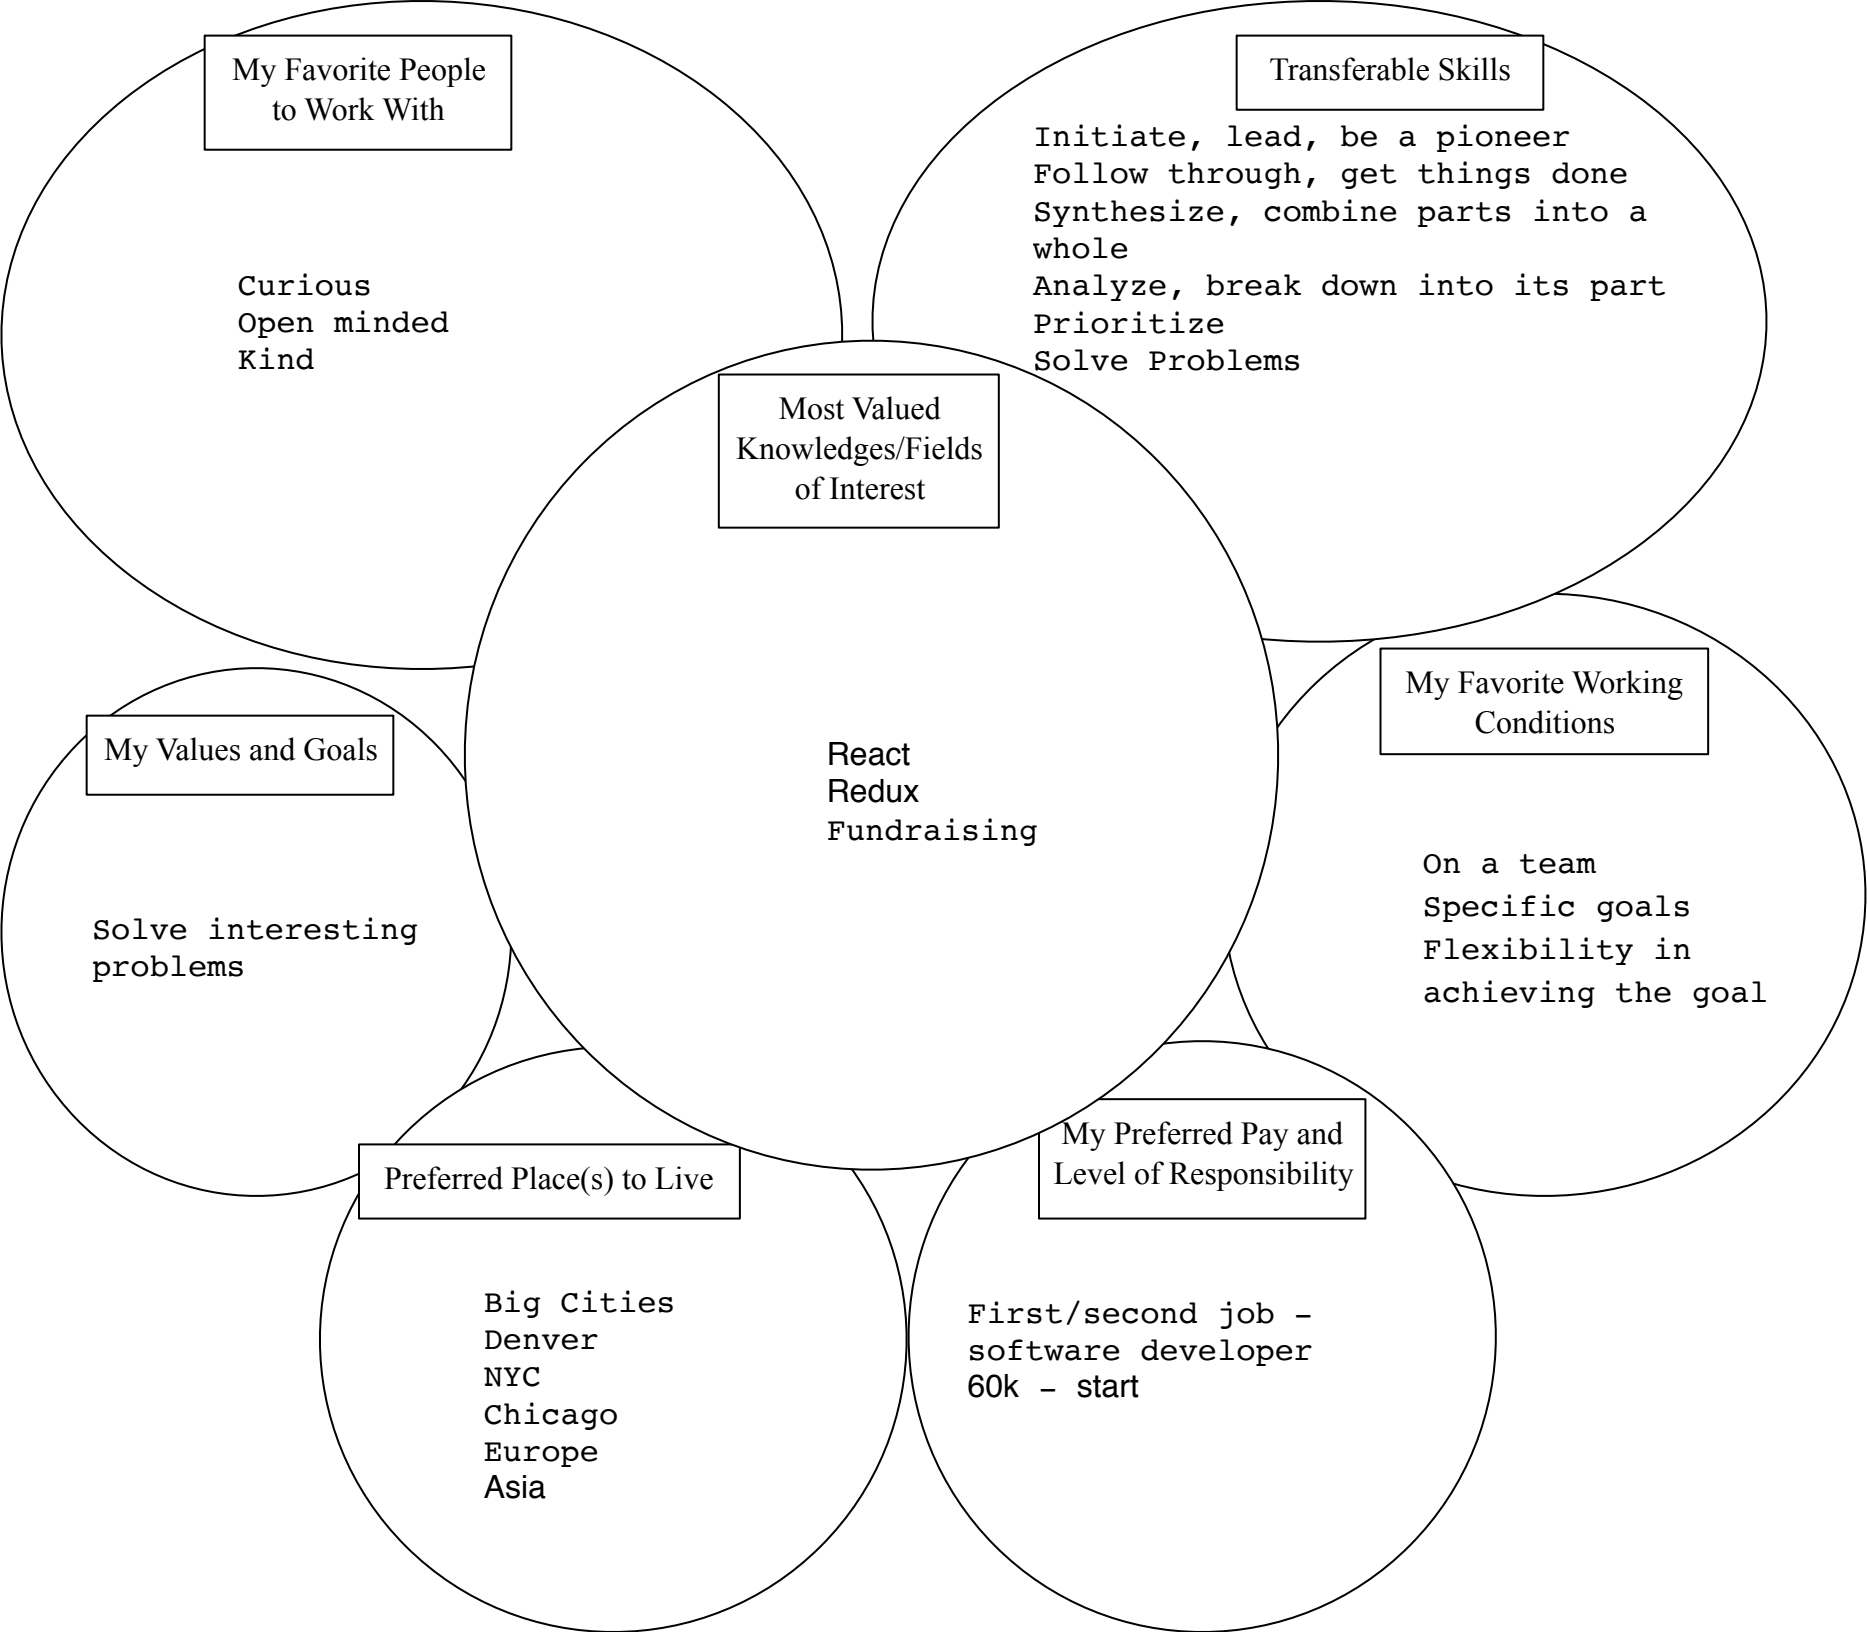 My Favorite People
to Work With
Curious
Open minded
Kind
Transferable Skills
Initiate, lead, be a pioneer
Follow through, get things done
Synthesize, combine parts into a
whole
Analyze, break down into its part
Prioritize
Solve Problems
Most Valued
Knowledges/Fields
of Interest
React
Redux
Fundraising
My Values and Goals
Solve interesting
problems
My Favorite Working
Conditions
On a team
Specific goals
Flexibility in
achieving the goal
Preferred Place(s) to Live
Big Cities
Denver
NYC
Chicago
Europe
Asia
My Preferred Pay and
Level of Responsibility
First/second job –
software developer
60k – start